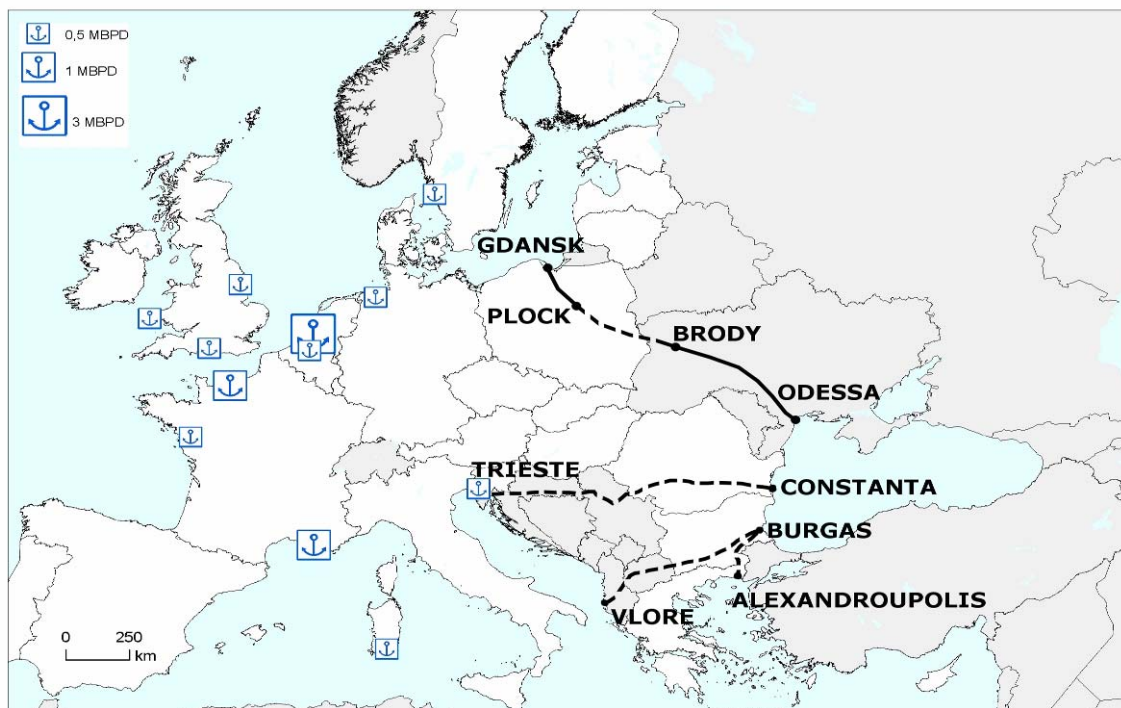 0,5 MBPD
1 MBPD
3 MBPD
GDANSK
PLOCK
BRODY
ODESSA
TRIESTE
CONSTANTA
BURGAS
ALEXANDROUPOLIS
VLORE
0 250
km